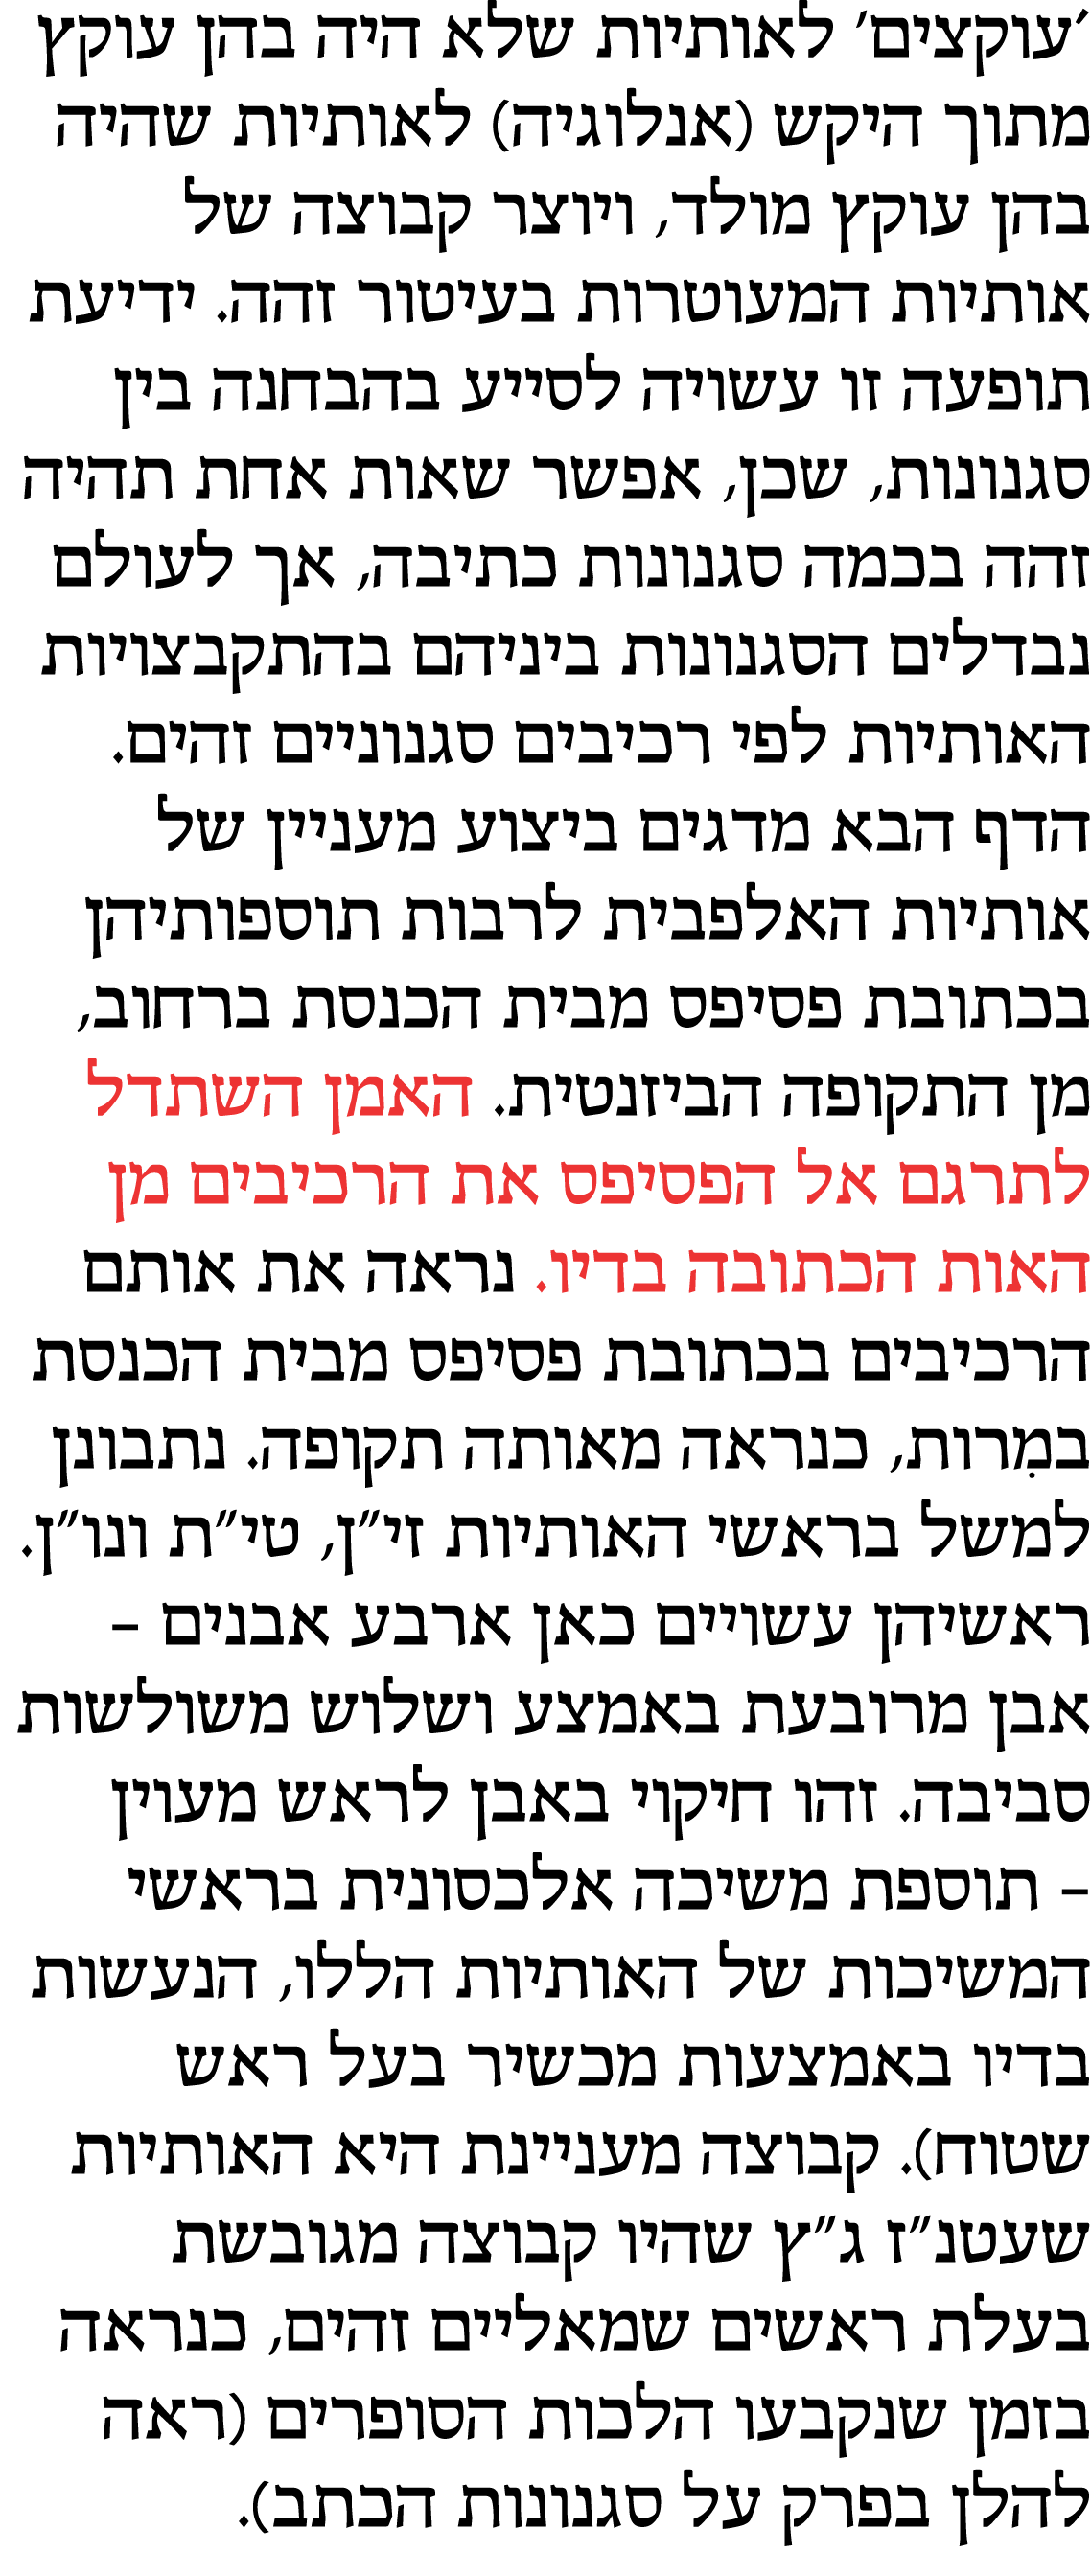 ׳עוקצים׳ לאותיות שלא היה בהן עוקץ
מתוך היקש (אנלוגיה) לאותיות שהיה
בהן עוקץ מולד, ויוצר קבוצה של
אותיות המעוטרות בעיטור זהה. ידיעת
תופעה זו עשויה לסייע בהבחנה בין
סגנונות, שכן, אפשר שאות אחת תהיה
זהה בכמה סגנונות כתיבה, אך לעולם
נבדלים הסגנונות ביניהם בהתקבצויות
האותיות לפי רכיבים סגנוניים זהים.
הדף הבא מדגים ביצוע מעניין של
אותיות האלפבית לרבות תוספותיהן
בכתובת פסיפס מבית הכנסת ברחוב,
מן התקופה הביזנטית. האמן השתדל
לתרגם אל הפסיפס את הרכיבים מן
האות הכתובה בדיו. נראה את אותם
הרכיבים בכתובת פסיפס מבית הכנסת
במִרות, כנראה מאותה תקופה. נתבונן
למשל בראשי האותיות זי״ן, טי״ת ונו״ן.
ראשיהן עשויים כאן ארבע אבנים –
אבן מרובעת באמצע ושלוש משולשות
סביבה. זהו חיקוי באבן לראש מעוין
– תוספת משיכה אלכסונית בראשי
המשיכות של האותיות הללו, הנעשות
בדיו באמצעות מכשיר בעל ראש
שטוח). קבוצה מעניינת היא האותיות
שעטנ״ז ג״ץ שהיו קבוצה מגובשת
בעלת ראשים שמאליים זהים, כנראה
בזמן שנקבעו הלכות הסופרים (ראה
להלן בפרק על סגנונות הכתב).